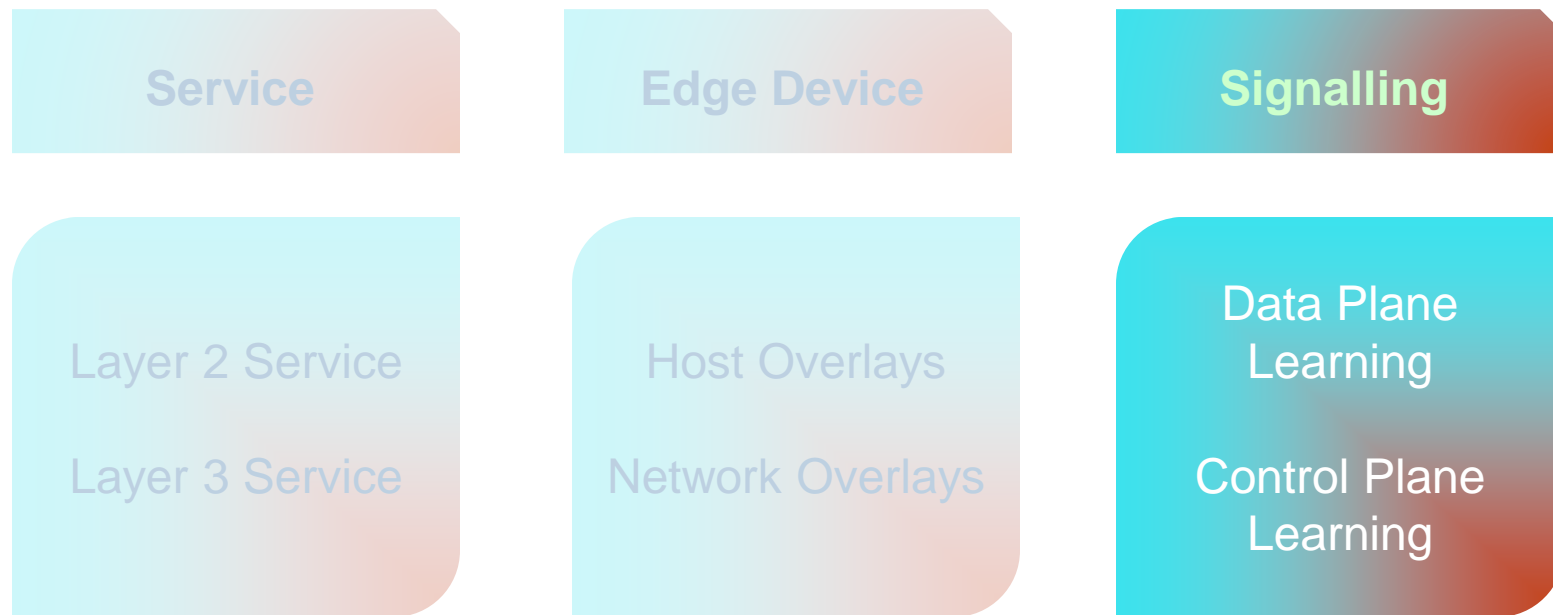 Service
Layer 2 Service
Layer 3 Service
Edge Device
Host Overlays
Network Overlays
Signalling
Data Plane
Learning
Control Plane
Learning